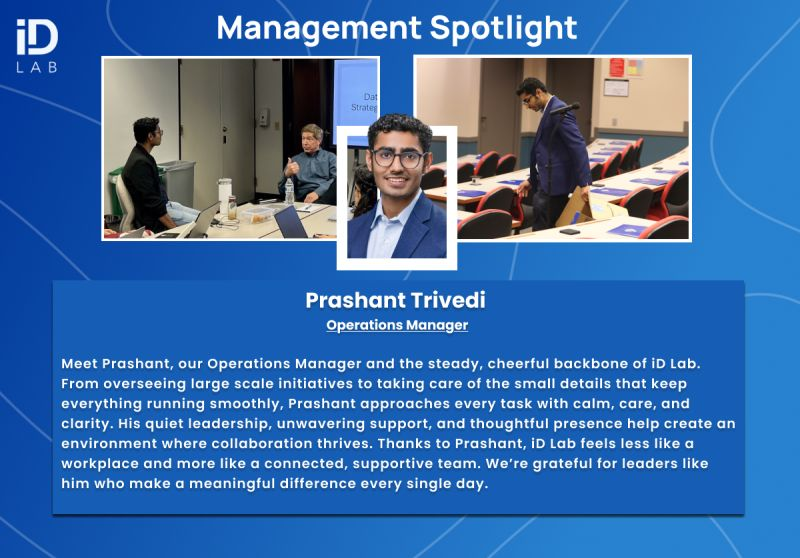 iD
LAB
Management Spotlight
Dat
Strateg
Prashant Trivedi
Operations Manager
Meet Prashant, our Operations Manager and the steady, cheerful backbone of iD Lab.
From overseeing large scale initiatives to taking care of the small details that keep
everything running smoothly, Prashant approaches every task with calm, care, and
clarity. His quiet leadership, unwavering support, and thoughtful presence help create an
environment where collaboration thrives. Thanks to Prashant, iD Lab feels less like a
workplace and more like a connected, supportive team. We’re grateful for leaders like
him who make a meaningful difference every single day.